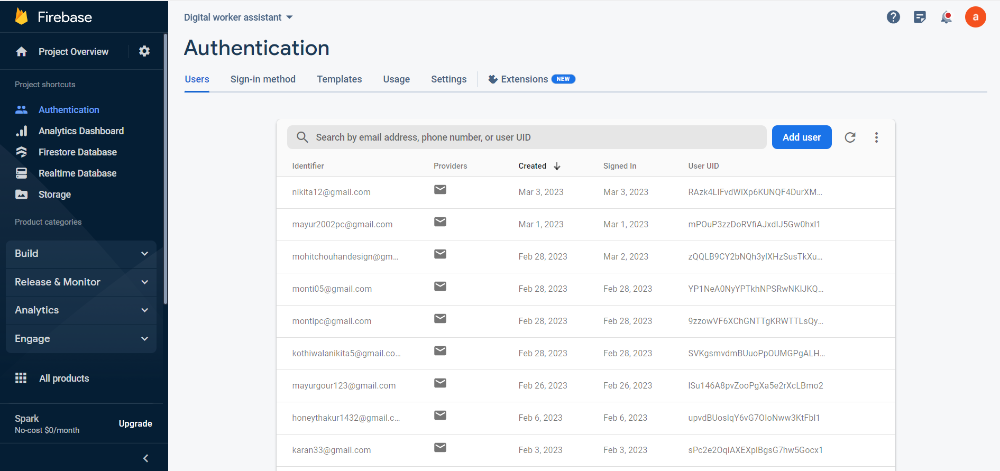 Firebase
Project Overview
Project shortcuts
Authentication
Analytics Dashboard
Firestore Database
Realtime Database
Storage
Product categories
Build
Release & Monitor
Analytics
Engage
All products
Spark
No-cost $0/month
Upgrade
Digital worker assistant
a
Authentication
Users Sign-in method Templates Usage Settings Extensions NEW
Search by email address, phone number, or user UID Add user
Identifier Providers Created Signed In User UID
nikita12@gmail.com Mar 3, 2023 Mar 3, 2023 RAzk4LIFvdWiXp6KUNQF4DurXM...
mayur2002pc@gmail.com Mar 1, 2023 Mar 1, 2023 mPOuP3zzDoRVfiAJxdIJ5Gw0hxI1
mohitchouhandesign@gm... Feb 28, 2023 Mar 2, 2023 zQQLB9CY2bNQh3yIXHzSusTkXu...
monti05@gmail.com Feb 28, 2023 Feb 28, 2023 YP1NeA0NyYPTkhNPSRwNKIJKQ...
montipc@gmail.com Feb 28, 2023 Feb 28, 2023 9zzowVF6XChGNTTgKRWTTLsQy...
kothiwalanikita5@gmail.co... Feb 28, 2023 Feb 28, 2023 SVKgsmvdmBUuoPpOUMGPgALH...
mayurgour123@gmail.com Feb 26, 2023 Feb 26, 2023 ISu146A8pvZooPgXa5e2rXcLBmo2
honeythakur1432@gmail.c... Feb 6, 2023 Feb 6, 2023 upvdBUosIqY6vG7OIoNww3KtFbI1
karan33@gmail.com Feb 3, 2023 Feb 3, 2023 sPc2e2OqiAXEXpIBgsG7hw5Gocx1